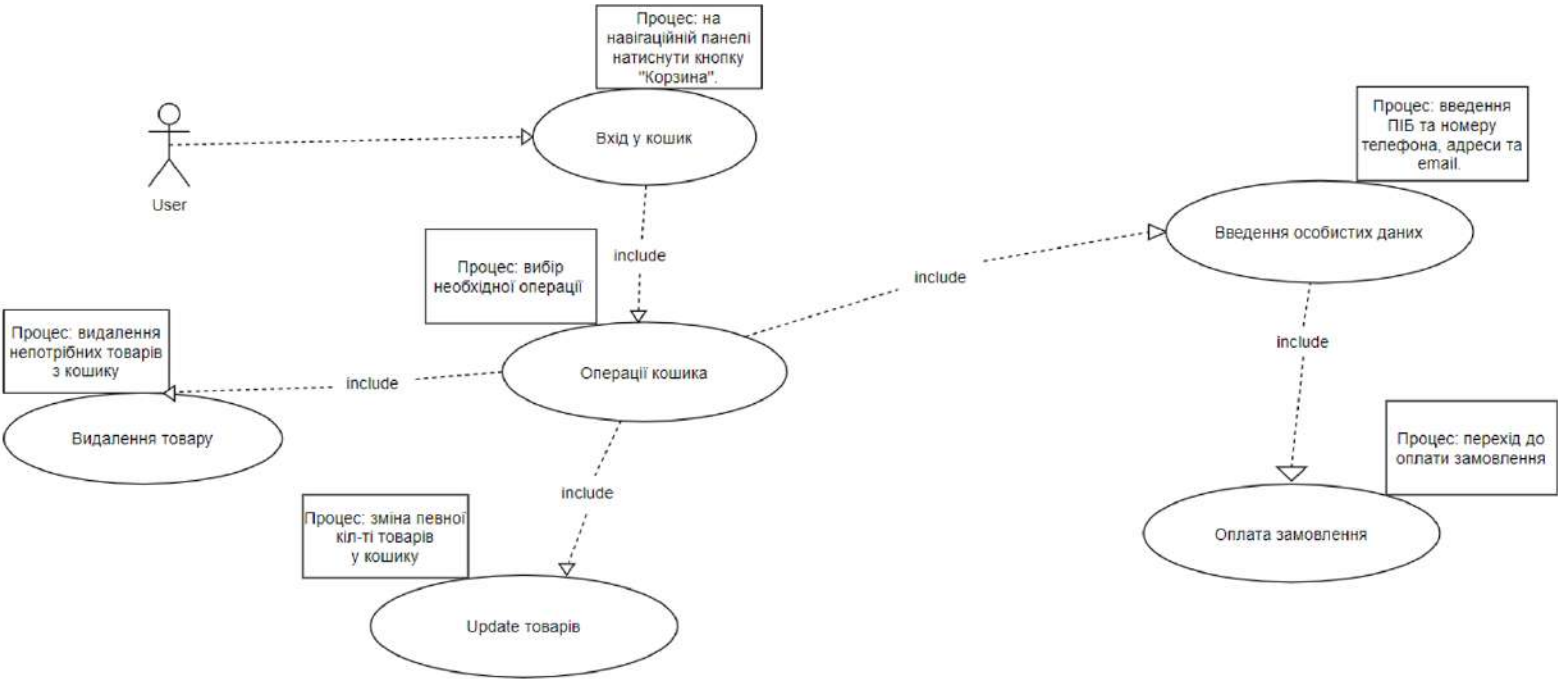 Процес: на
навігаційній панелі
натиснути кнопку
"Корзина".
Вхід у кошик
User
include
Процес: вибір
необхідної операції
Операції кошика
include
Процес: видалення
непотрібних товарів
з кошику
Видалення товару
include
Процес: зміна певної
кіл-ті товарів
у кошику
Update товарів
include
Процес: введення
ПІБ та номеру
телефона, адреси та
email.
Введення особистих даних
include
Процес: перехід до
оплати замовлення
Оплата замовлення